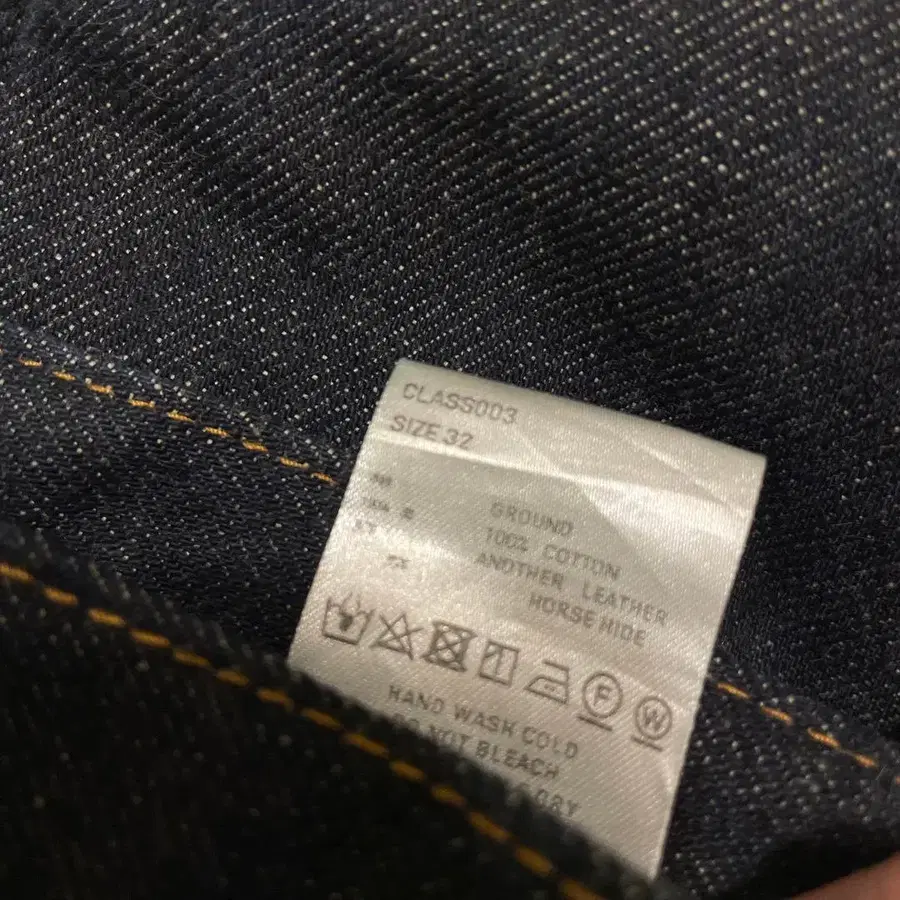 CLASS003
SIZE 32
GROUND
100% COTTON
ANOTHER LEATHER
HORSE HIDE
F W
HAND WASH COLD
NOT BLEACH